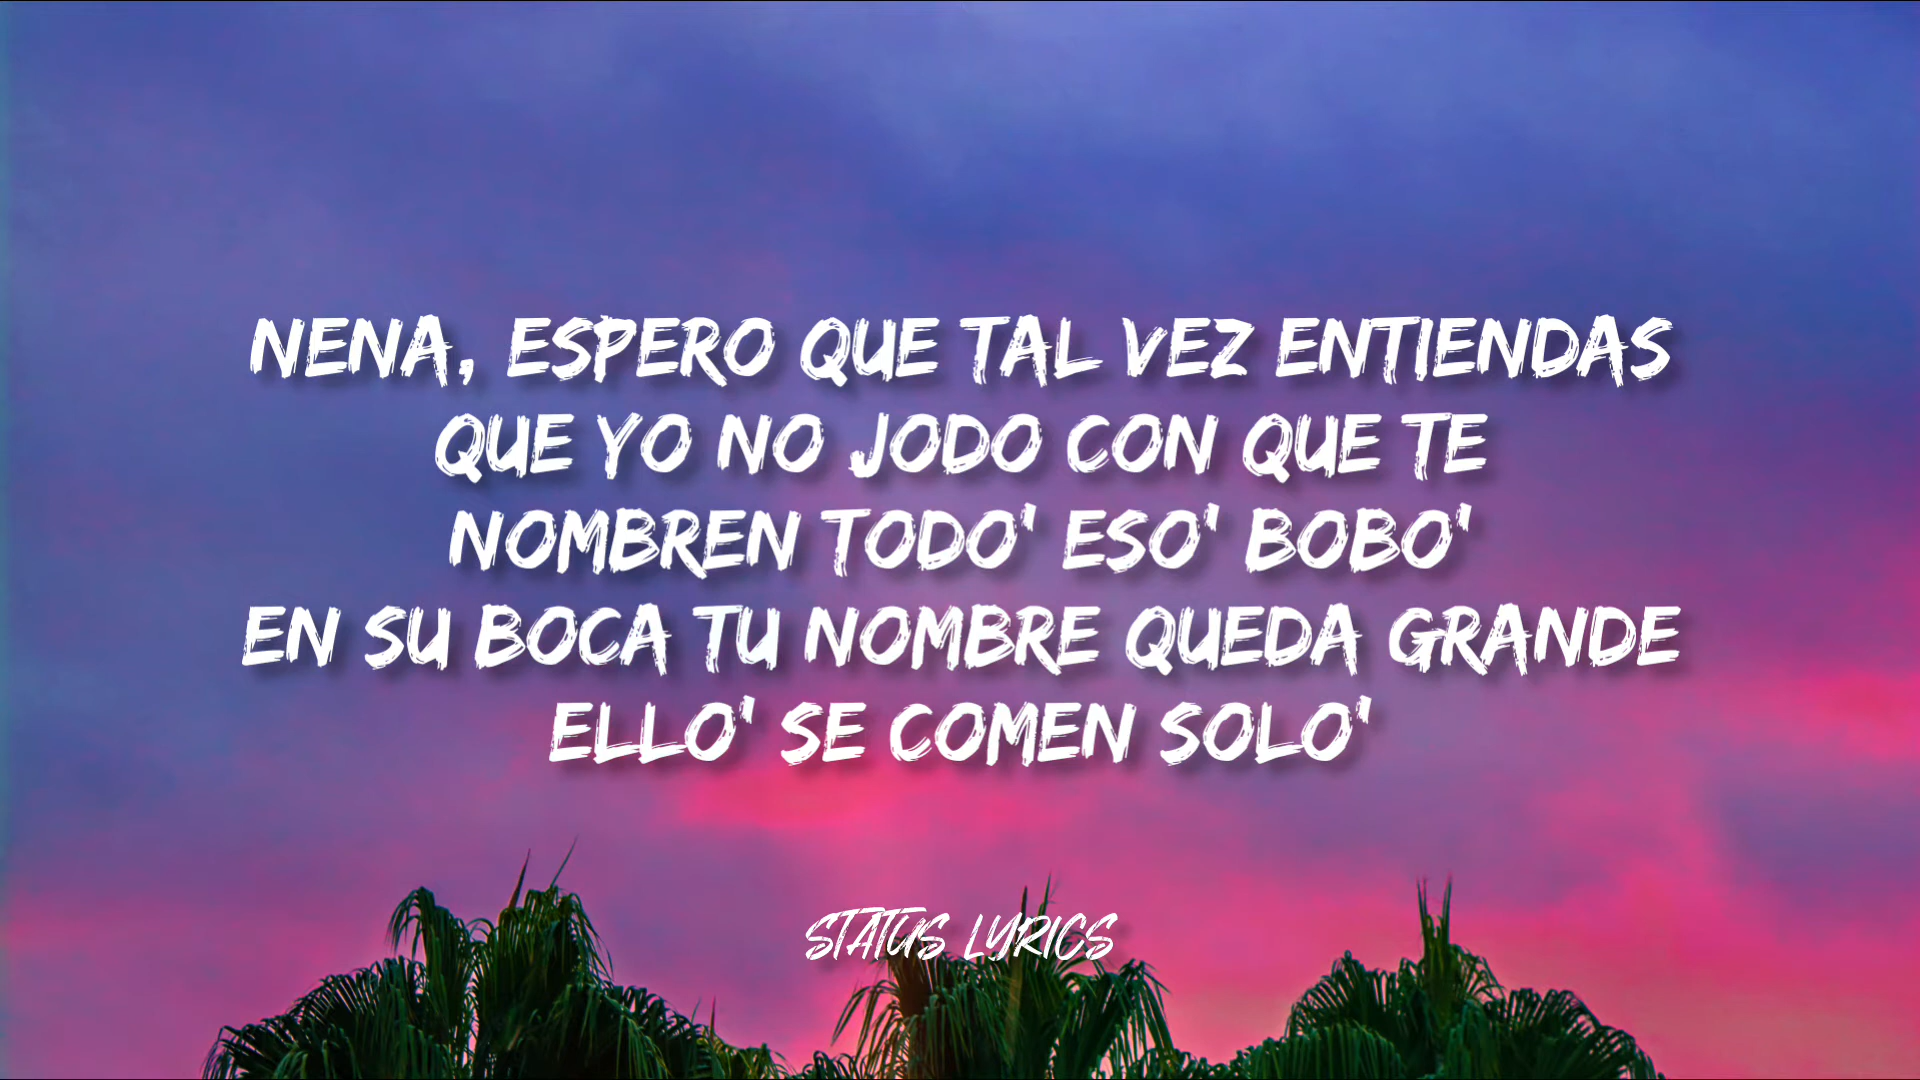 NENA, ESPERO QUE TAL VEZ ENTIENDAS
QUE YO NO JODO CON QUE TE
NOMBREN TODO' ESO' BOBO'
EN SU BOCA TU NOMBRE QUEDA GRANDE
ELLO' SE COMEN SOLO'
STATUS LYRICS